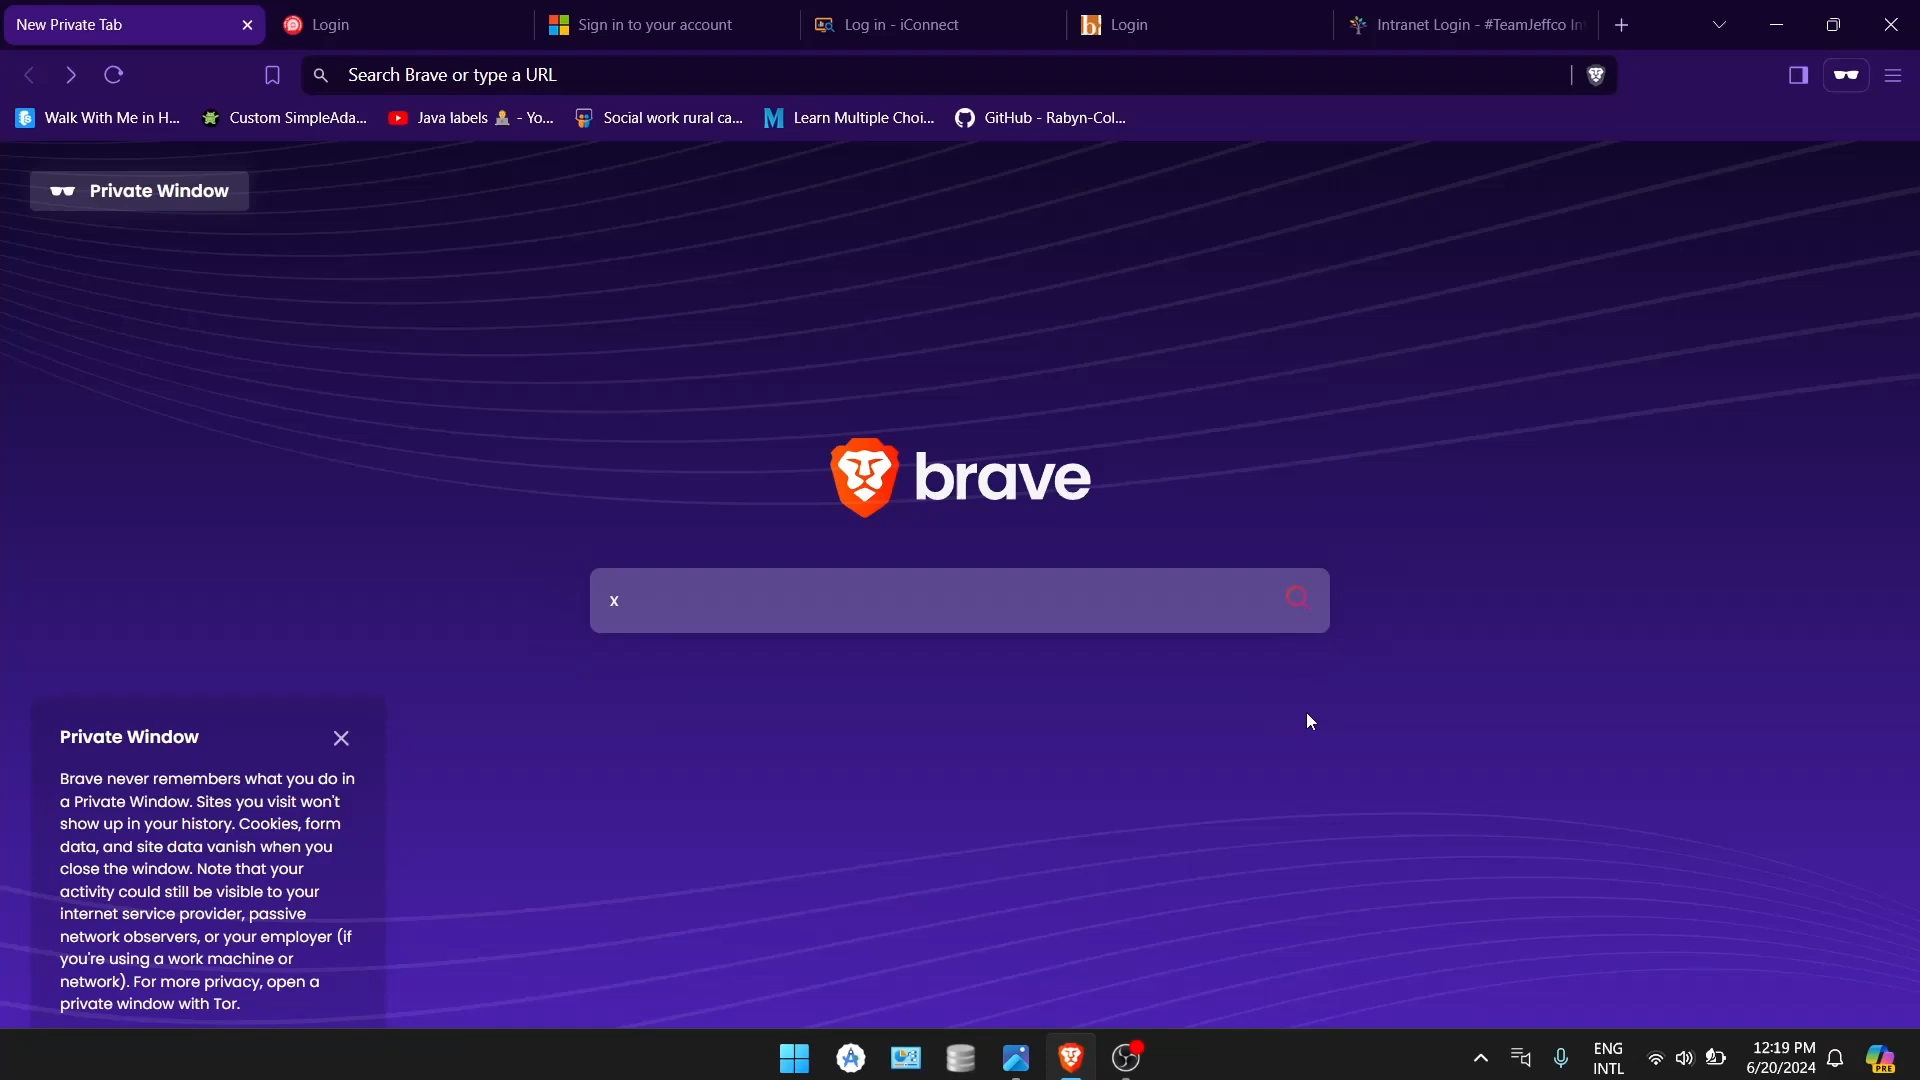 New Private Tab
Login
Sign in to your account
Log in - iConnect
Login
Intranet Login - #TeamJeffco In
Search Brave or type a URL
Walk With Me in H...
Custom SimpleAda...
Java labels - Yo...
Social work rural ca...
Learn Multiple Choi...
GitHub - Rabyn-Col...
Private Window
brave
x
Private Window
Brave never remembers what you do in
a Private Window. Sites you visit won't
show up in your history. Cookies, form
data, and site data vanish when you
close the window. Note that your
activity could still be visible to your
internet service provider, passive
network observers, or your employer (if
you're using a work machine or
network). For more privacy, open a
private window with Tor.
ENG
INTL
12:19 PM
6/20/2024
PRE